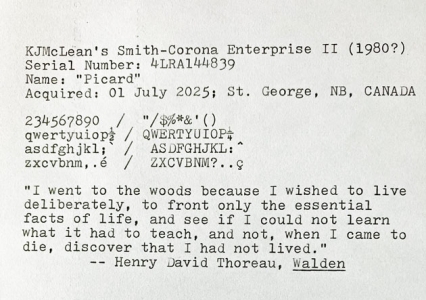 KJMcLean's Smith-Corona Enterprise II (1980?)
Serial Number: 4LRA144839
Name: "Picard"
Acquired: 01 July 2025; St. George, NB, CANADA
234567890 / "/$%*&'()
qwertyuiop½ / QWERTYUIOP¼
asdfghjkl;` / ASDFGHJKL:^
zxcvbnm,.é / ZXCVBNM?..ç
"I went to the woods because I wished to live
deliberately, to front only the essential
facts of life, and see if I could not learn
what it had to teach, and not, when I came to
die, discover that I had not lived."
-- Henry David Thoreau, Walden